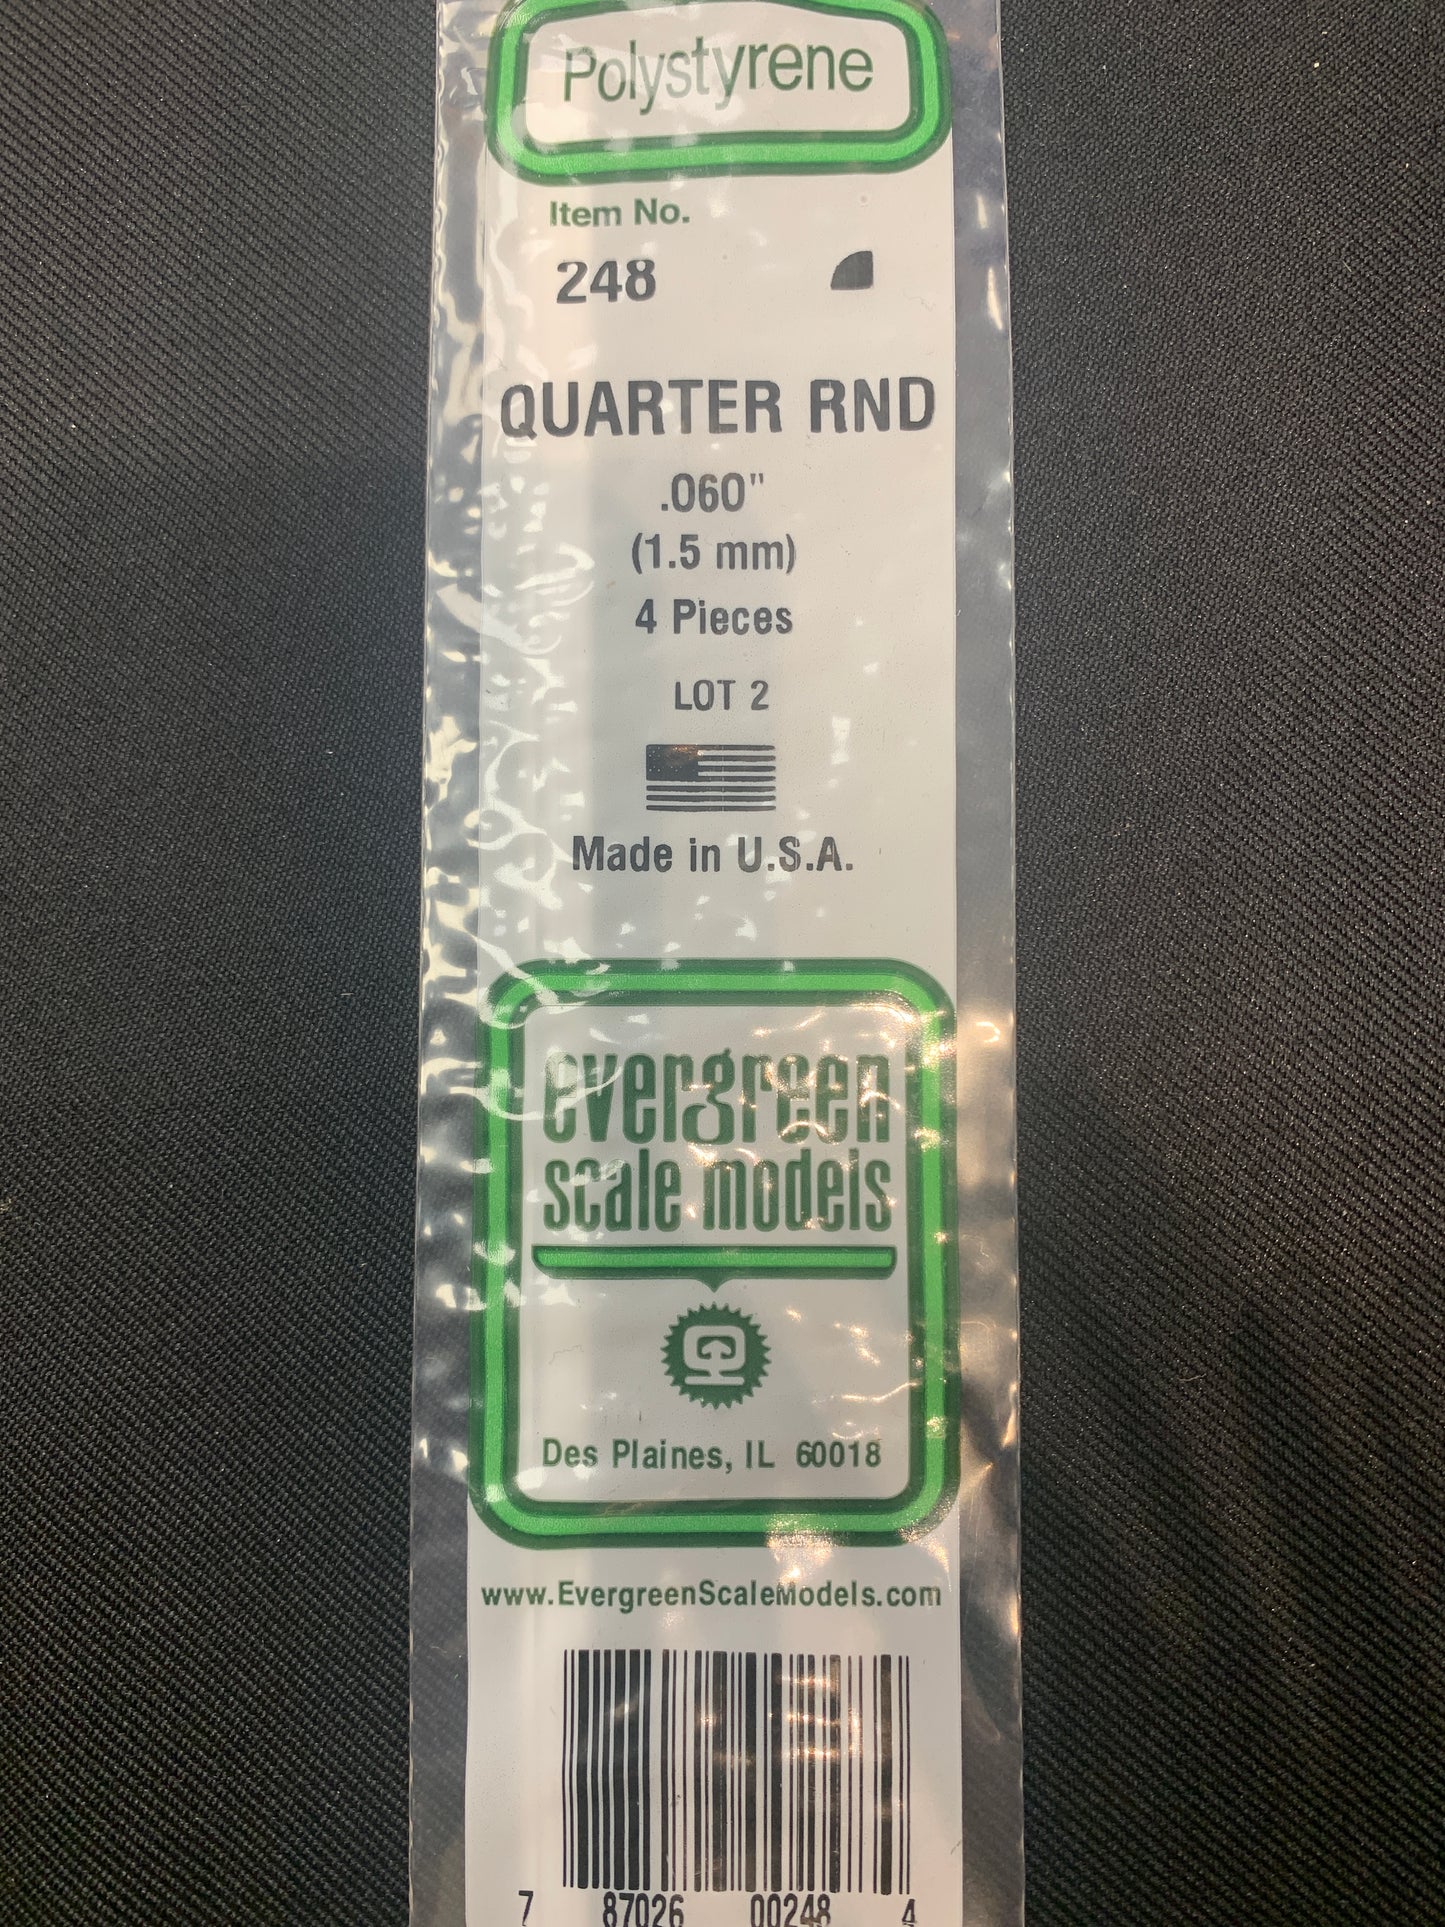 Polystyrene
Item No.
248
QUARTER RND
.060"
(1.5 mm)
4 Pieces
LOT 2
Made in U.S.A.
evergreen
scale models
Des Plaines, IL 60018
www.EvergreenScaleModels.com
7 87026 00248 4